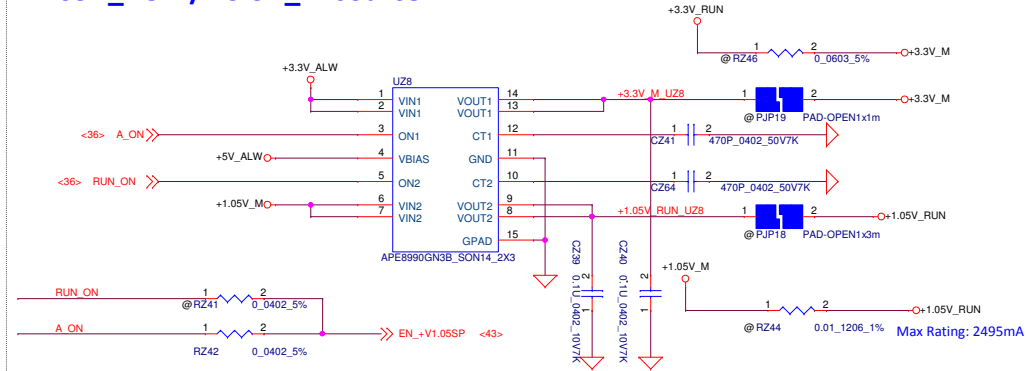 +3.3V_RUN
1 2
@ RZ46 0_0603_5%
+3.3V_M
+3.3V_ALW
UZ8
1 VIN1 VOUT1 14
2 VIN1 VOUT1 13
+3.3V_M_UZ8
1 2
+3.3V_M
@ PJP19 PAD-OPEN1x1m
<36> A_ON
3 ON1 CT1 12
1 2
CZ41 470P_0402_50V7K
+5V_ALW
4 VBIAS GND 11
<36> RUN_ON
5 ON2 CT2 10
1 2
CZ64 470P_0402_50V7K
+1.05V_M
6 VIN2 VOUT2 9
7 VIN2 VOUT2 8
+1.05V_RUN_UZ8
1 2
+1.05V_RUN
@ PJP18 PAD-OPEN1x3m
GPAD 15
APE8990GN3B_SON14_2X3
CZ39 0.1U_0402_10V7K
1 2
CZ40 0.1U_0402_10V7K
1 2
+1.05V_M
1 2
+1.05V_RUN
@ RZ44 0.01_1206_1%
Max Rating: 2495mA
RUN_ON
1 2
@ RZ41 0_0402_5%
A_ON
1 2
RZ42 0_0402_5%
EN_+V1.05SP <43>